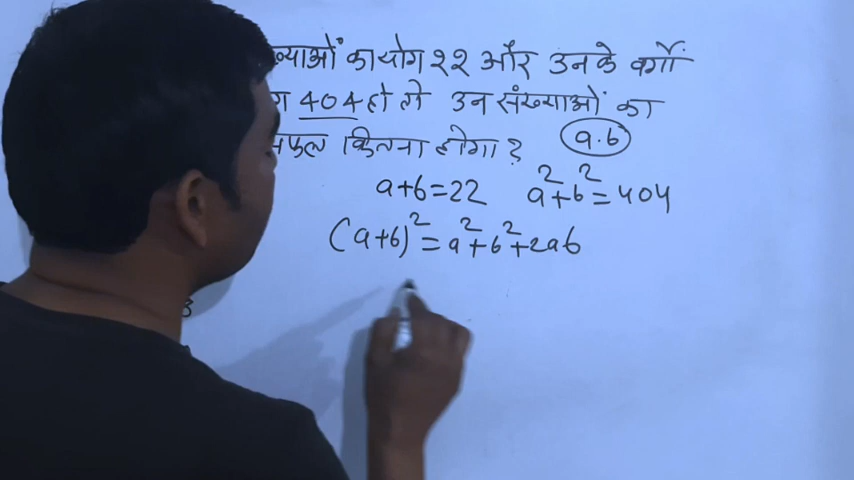 का योग २२ और उनके वर्गों
404 हो तो उन संख्याओं का
कितना होगा? a.b
a+b=22 a²+b²=404
(a+b)²=a²+b²+2ab